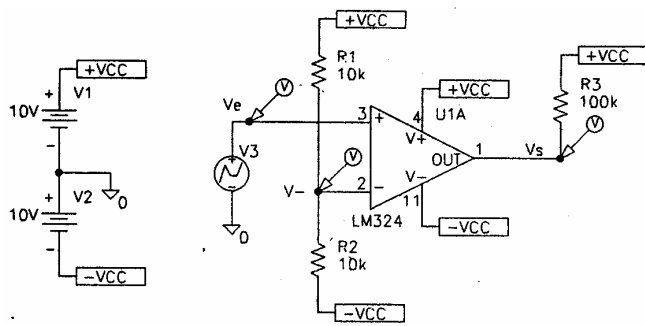 +VCC
+ V1
10V
-
+ V2
10V
-
0
-VCC
+VCC
R1
10k
Ve
V
V3
+
-
0
V
V-
3
+
2
-
4
V+
+VCC
U1A
OUT
1
V-
11
LM324
-VCC
R2
10k
-VCC
+VCC
R3
100k
V
Vs